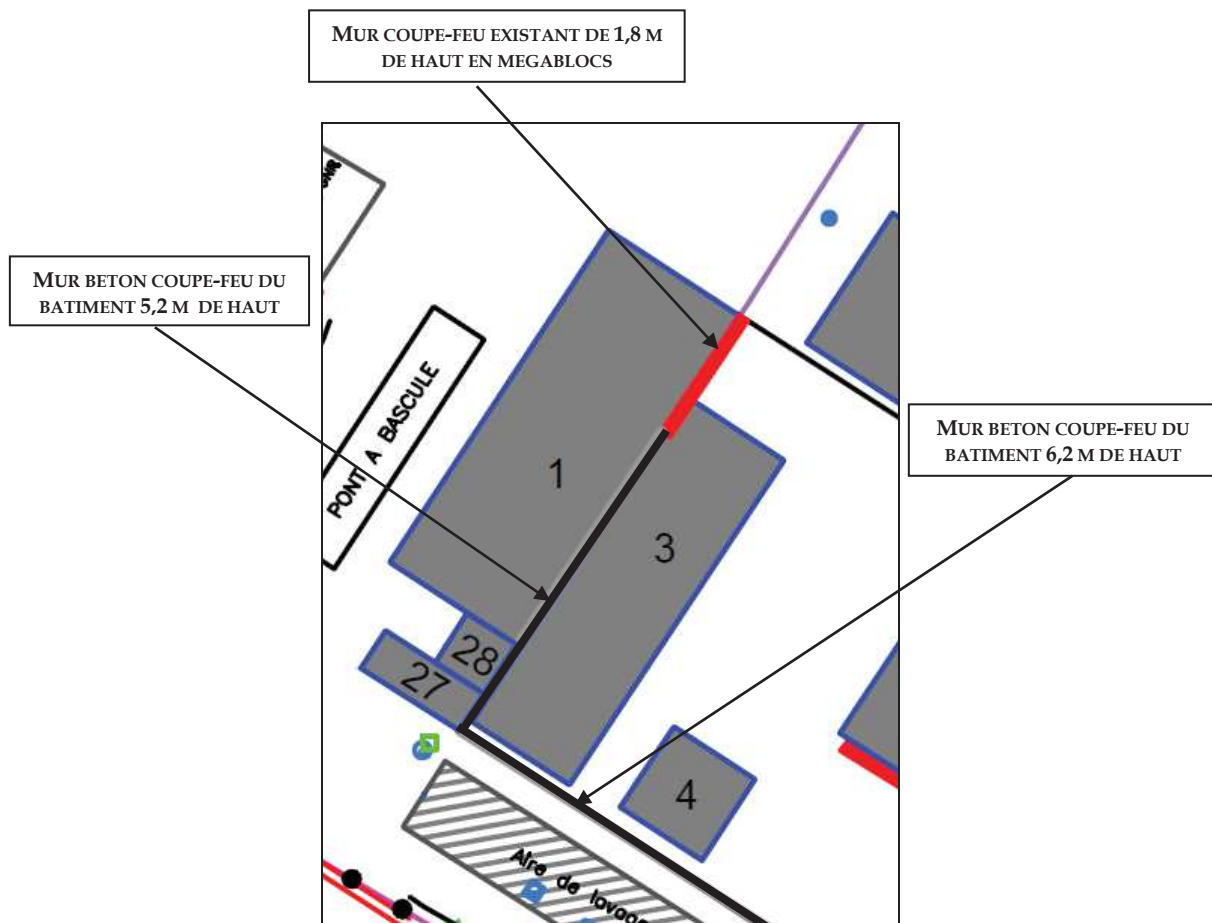 MUR COUPE-FEU EXISTANT DE 1,8 M
DE HAUT EN MEGABLOCS
MUR BETON COUPE-FEU DU
BATIMENT 5,2 M DE HAUT
PONT A BASCULE
1
3
MUR BETON COUPE-FEU DU
BATIMENT 6,2 M DE HAUT
28
27
4
Aire de